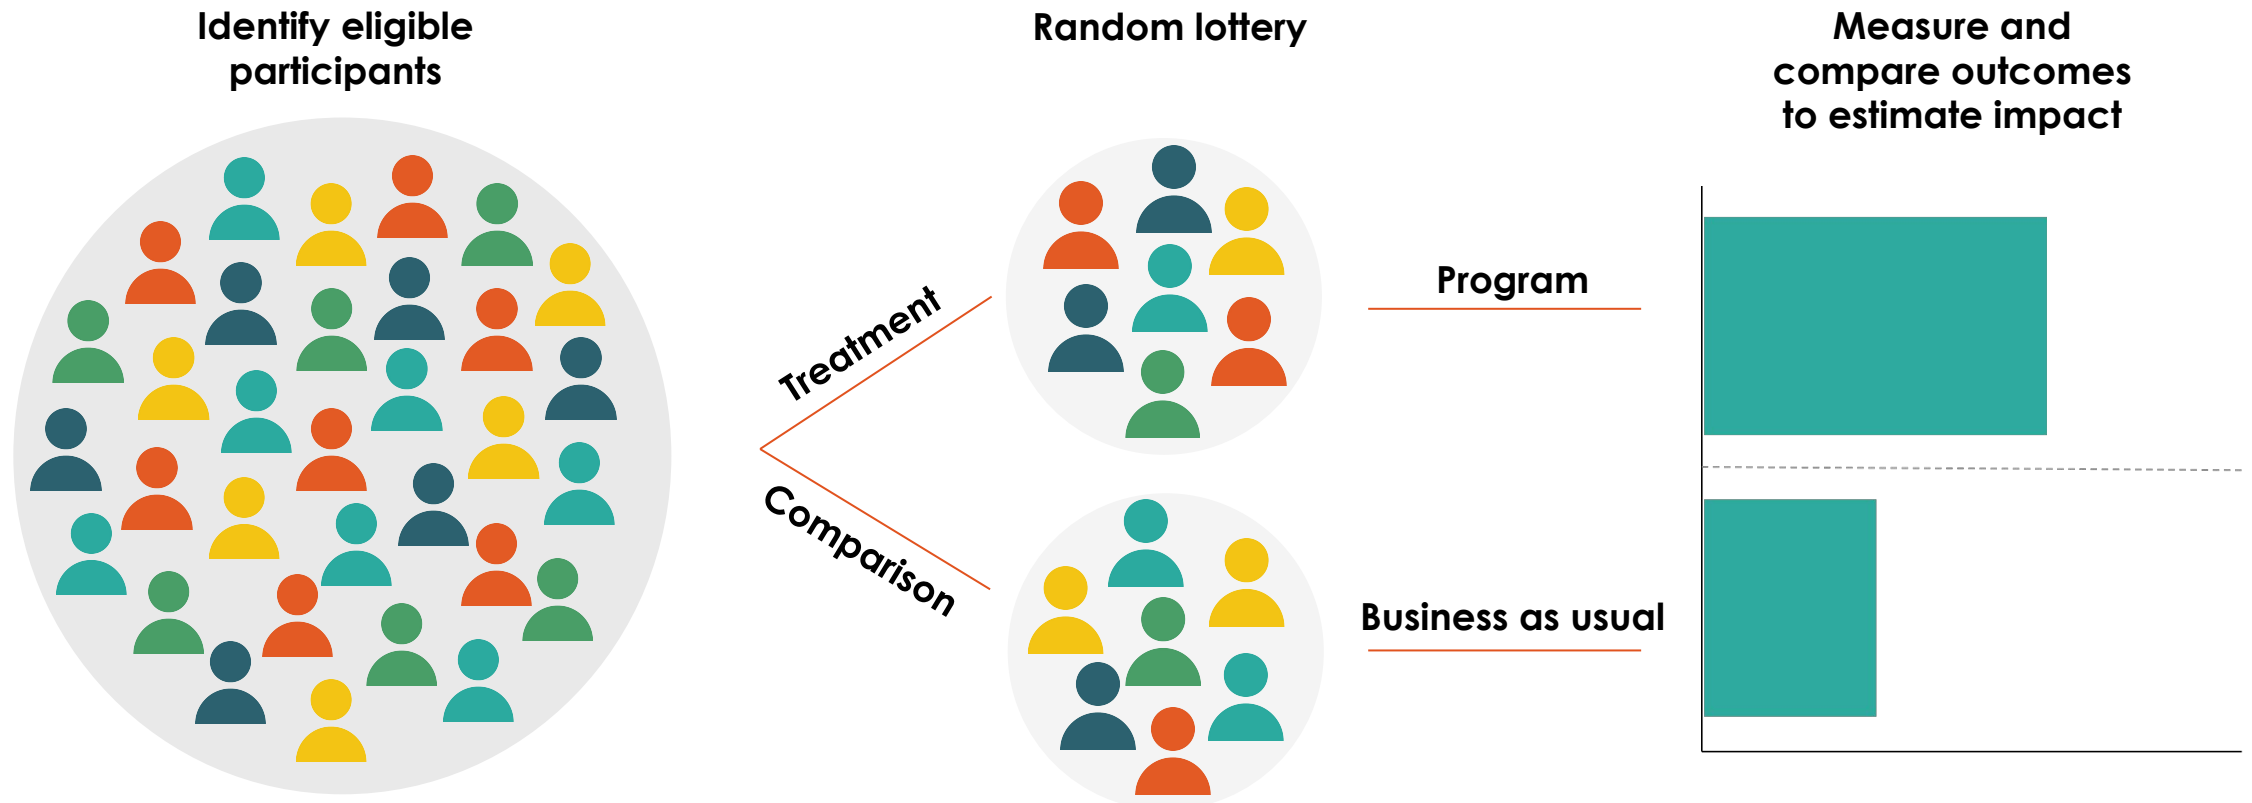 Identify eligible
participants
Random lottery
Measure and
compare outcomes
to estimate impact
Treatment
Comparison
Program
Business as usual